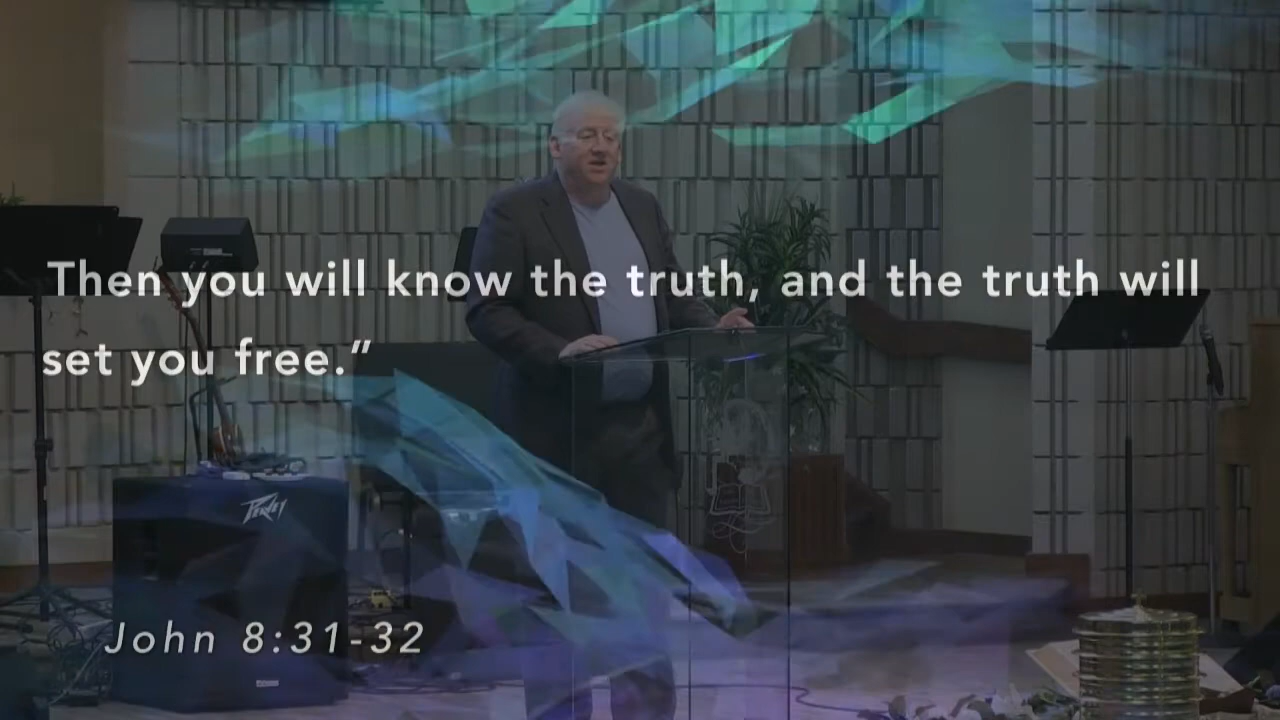 Then you will know the truth, and the truth will
set you free.”
PEAVEY
John 8:31-32